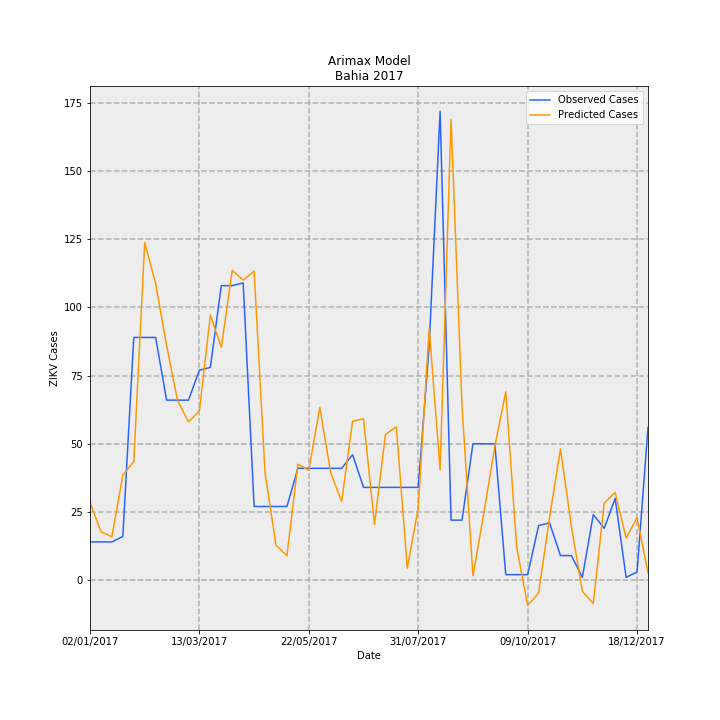 Arimax Model
Bahia 2017
Observed Cases
Predicted Cases
175
150
125
100
75
50
25
0
ZIKV Cases
02/01/2017
13/03/2017
22/05/2017
31/07/2017
09/10/2017
18/12/2017
Date